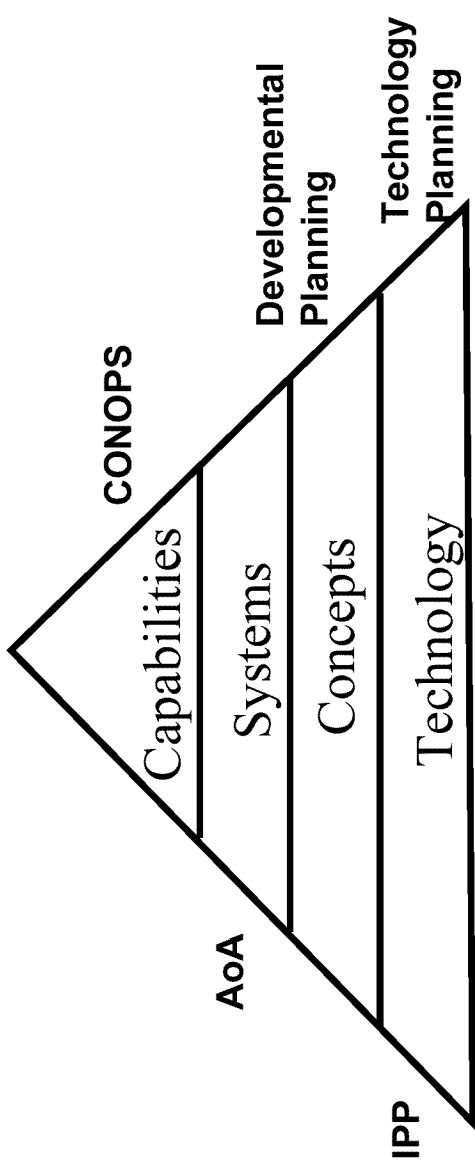 CONOPS
Capabilities
AoA
Systems
Developmental
Planning
Concepts
Technology
Planning
IPP
Technology